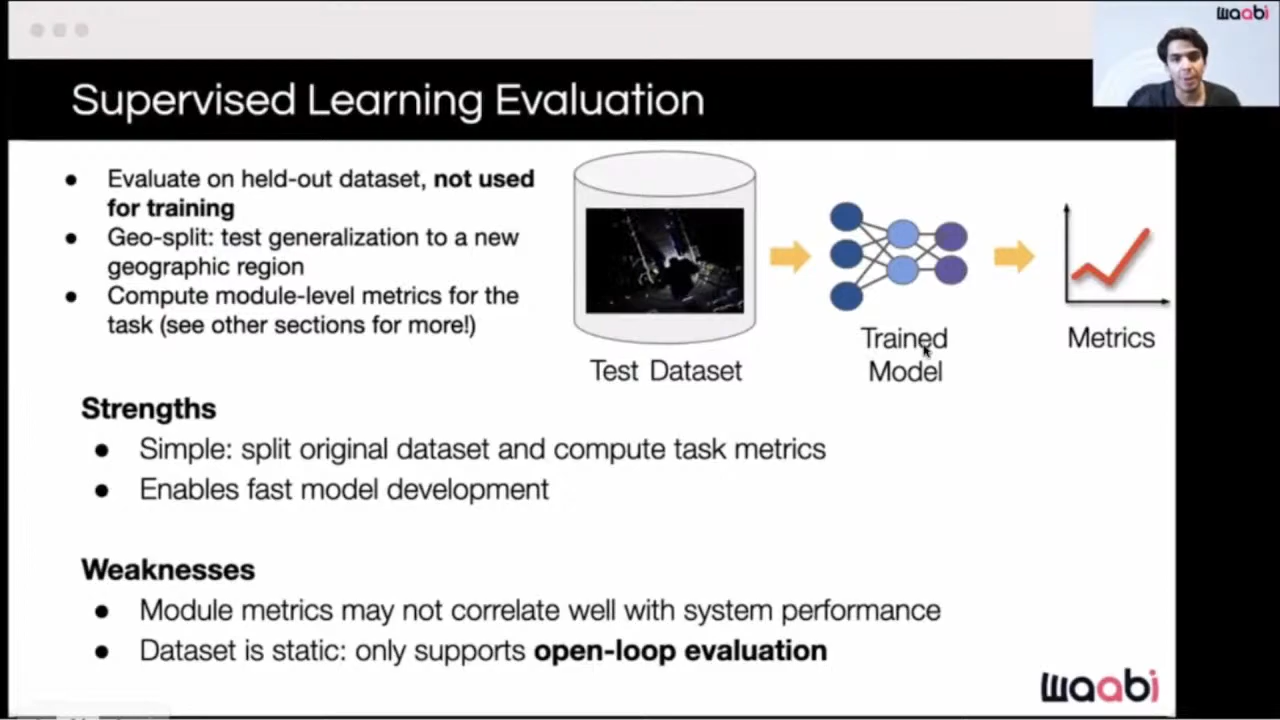 waabi
Supervised Learning Evaluation
● Evaluate on held-out dataset, not used
for training
● Geo-split: test generalization to a new
geographic region
● Compute module-level metrics for the
task (see other sections for more!)
Test Dataset
Trained
Model
Metrics
Strengths
● Simple: split original dataset and compute task metrics
● Enables fast model development
Weaknesses
● Module metrics may not correlate well with system performance
● Dataset is static: only supports open-loop evaluation
waabi